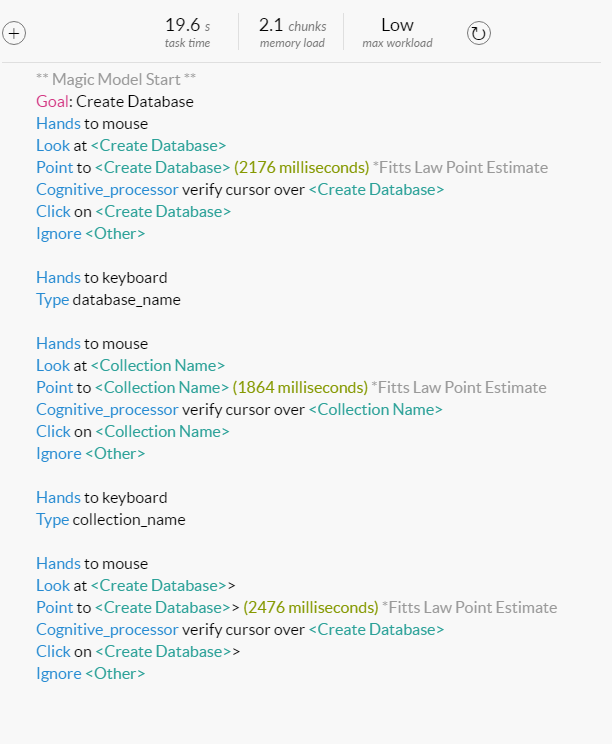 19.6 s 2.1 chunks Low
task time memory load max workload
** Magic Model Start **
Goal: Create Database
Hands to mouse
Look at <Create Database>
Point to <Create Database> (2176 milliseconds) *Fitts Law Point Estimate
Cognitive_processor verify cursor over <Create Database>
Click on <Create Database>
Ignore <Other>
Hands to keyboard
Type database_name
Hands to mouse
Look at <Collection Name>
Point to <Collection Name> (1864 milliseconds) *Fitts Law Point Estimate
Cognitive_processor verify cursor over <Collection Name>
Click on <Collection Name>
Ignore <Other>
Hands to keyboard
Type collection_name
Hands to mouse
Look at <Create Database>>
Point to <Create Database>> (2476 milliseconds) *Fitts Law Point Estimate
Cognitive_processor verify cursor over <Create Database>
Click on <Create Database>>
Ignore <Other>